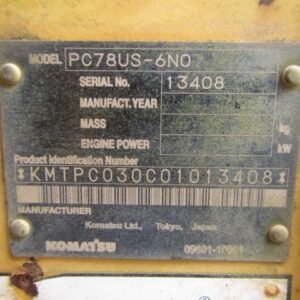 MODEL PC78US-6N0
SERIAL No. 13408
MANUFACT. YEAR
MASS kg
ENGINE POWER kW
Product Identification Number
*KMTPC030C01013408*
MANUFACTURER
Komatsu Ltd., Tokyo, Japan
KOMATSU